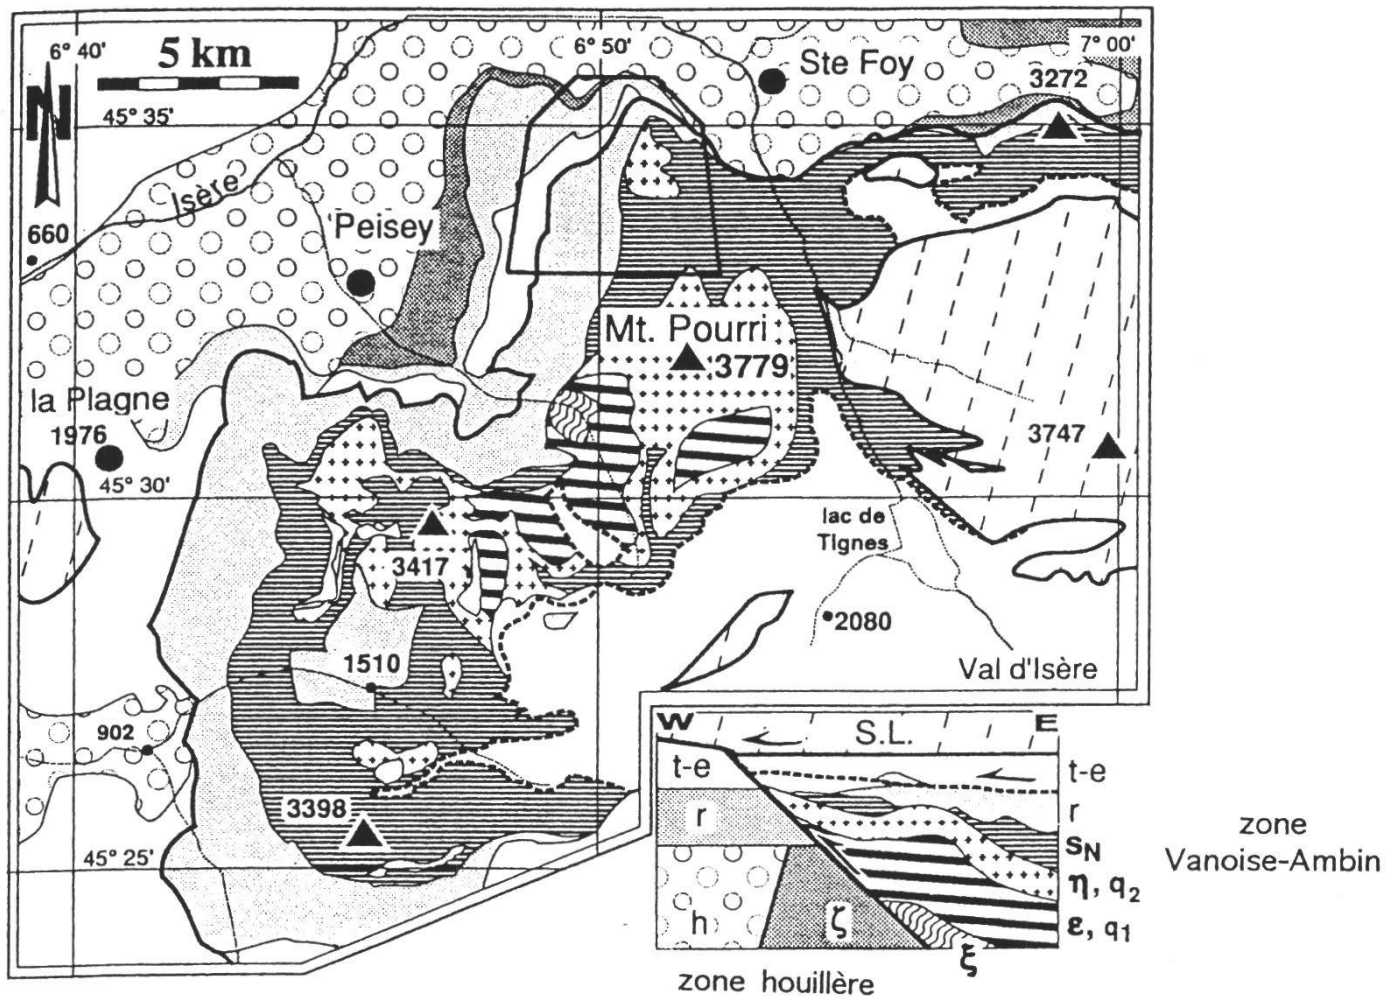 6° 40'
5 km
6° 50'
7° 00'
Ste Foy
3272
N
45° 35'
Isère
Peisey
660
Mt. Pourri
3779
la Plagne
1976
3747
45° 30'
lac de
Tignes
3417
2080
1510
Val d'Isère
902
W
S.L.
E
t-e
t-e
r
r
3398
zone
Vanoise-Ambin
SN
45° 25'
η, q2
h
ζ
ε, q1
ξ
zone houillère